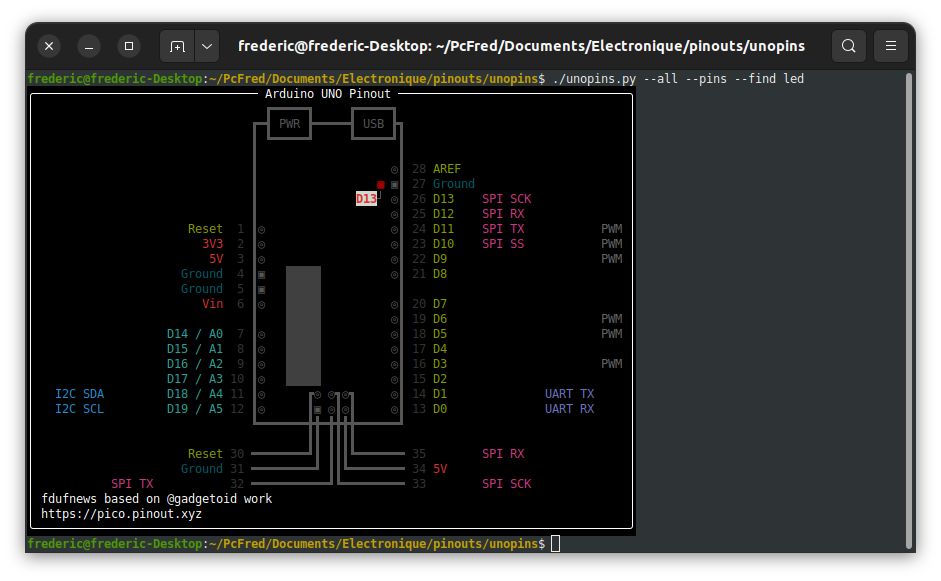 frederic@frederic-Desktop: ~/PcFred/Documents/Electronique/pinouts/unopins
frederic@frederic-Desktop:~/PcFred/Documents/Electronique/pinouts/unopins$ ./unopins.py --all --pins --find led
Arduino UNO Pinout
PWR USB
28 AREF
27 Ground
D13 26 D13 SPI SCK
25 D12 SPI RX
Reset 1 24 D11 SPI TX PWM
3V3 2 23 D10 SPI SS PWM
5V 3 22 D9 PWM
Ground 4 21 D8
Ground 5
Vin 6 20 D7
19 D6 PWM
D14 / A0 7 18 D5 PWM
D15 / A1 8 17 D4
D16 / A2 9 16 D3 PWM
D17 / A3 10 15 D2
I2C SDA D18 / A4 11 14 D1 UART TX
I2C SCL D19 / A5 12 13 D0 UART RX
Reset 30 35 SPI RX
Ground 31 34 5V
SPI TX 32 33 SPI SCK
fdufnews based on @gadgetoid work
https://pico.pinout.xyz
frederic@frederic-Desktop:~/PcFred/Documents/Electronique/pinouts/unopins$